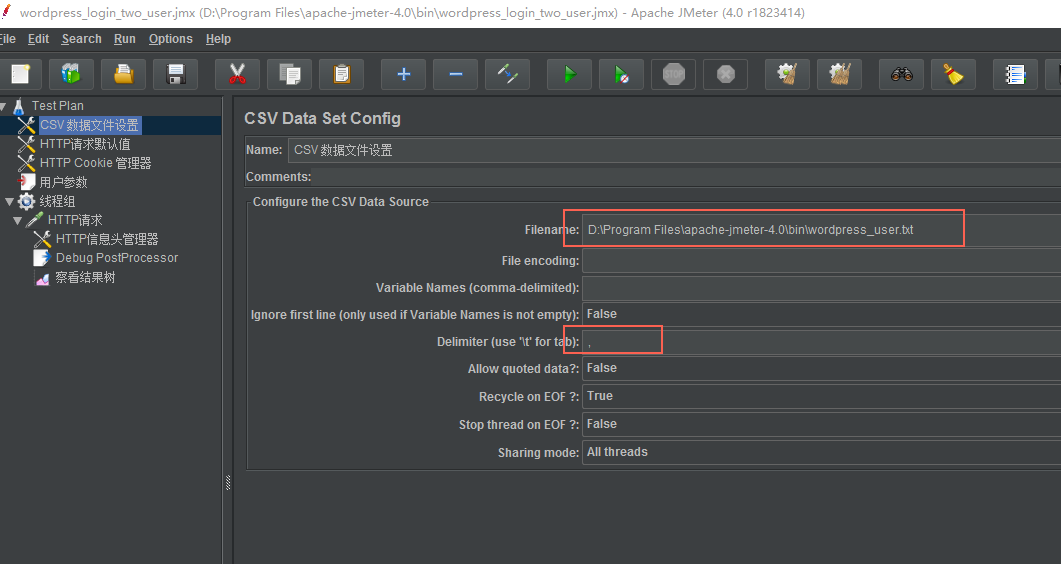 wordpress_login_two_user.jmx (D:\Program Files\apache-jmeter-4.0\bin\wordpress_login_two_user.jmx) - Apache JMeter (4.0 r1823414)
File Edit Search Run Options Help
STOP
Test Plan
CSV 数据文件设置
HTTP请求默认值
HTTP Cookie 管理器
用户参数
线程组
HTTP请求
HTTP信息头管理器
Debug PostProcessor
察看结果树
CSV Data Set Config
Name: CSV 数据文件设置
Comments:
Configure the CSV Data Source
Filename: D:\Program Files\apache-jmeter-4.0\bin\wordpress_user.txt
File encoding:
Variable Names (comma-delimited):
Ignore first line (only used if Variable Names is not empty): False
Delimiter (use '\t' for tab): ,
Allow quoted data?: False
Recycle on EOF ?: True
Stop thread on EOF ?: False
Sharing mode: All threads